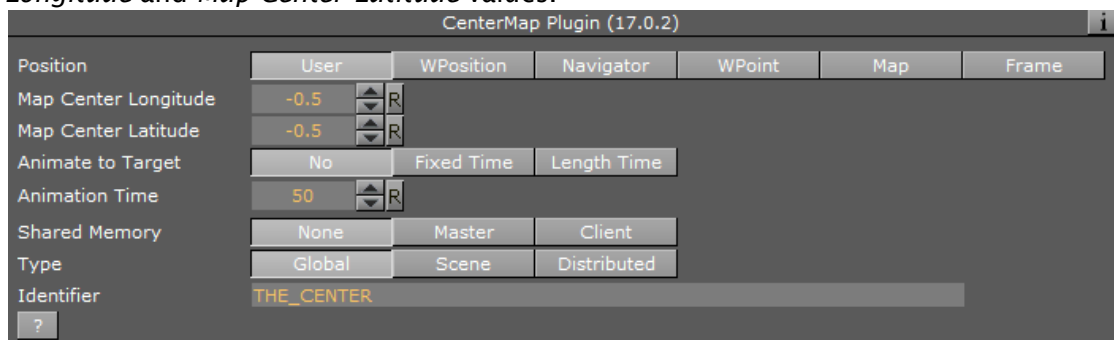 Longitude and Map Center Latitude values.
CenterMap Plugin (17.0.2) i
Position User WPosition Navigator WPoint Map Frame
Map Center Longitude -0.5 R
Map Center Latitude -0.5 R
Animate to Target No Fixed Time Length Time
Animation Time 50 R
Shared Memory None Master Client
Type Global Scene Distributed
Identifier THE_CENTER
?